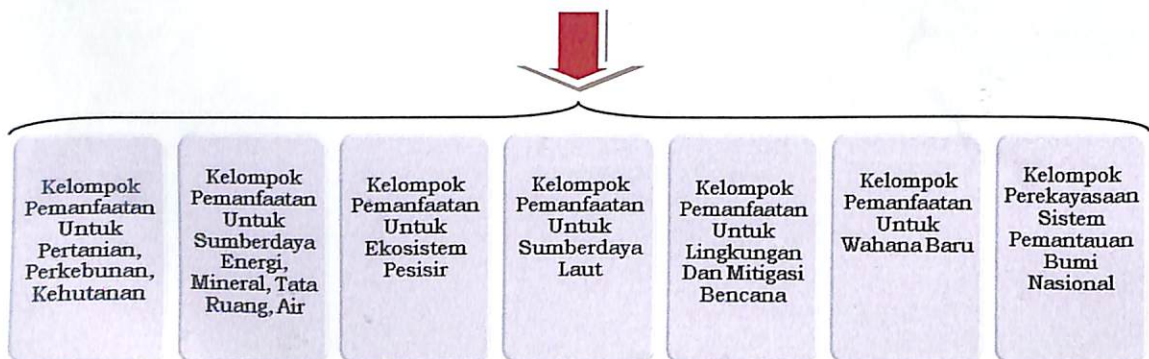 Kelompok
Pemanfaatan
Untuk
Pertanian,
Perkebunan,
Kehutanan
Kelompok
Pemanfaatan
Untuk
Sumberdaya
Energi,
Mineral, Tata
Ruang, Air
Kelompok
Pemanfaatan
Untuk
Ekosistem
Pesisir
Kelompok
Pemanfaatan
Untuk
Sumberdaya
Laut
Kelompok
Pemanfaatan
Untuk
Lingkungan
Dan Mitigasi
Bencana
Kelompok
Pemanfaatan
Untuk
Wahana Baru
Kelompok
Perekayasaan
Sistem
Pemantauan
Bumi
Nasional